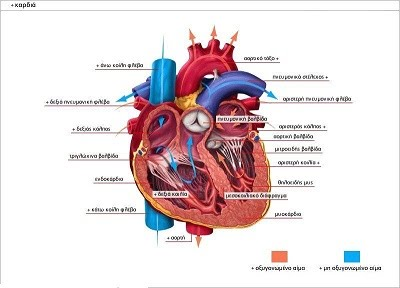 + καρδιά
αορτικό τόξο +
+ άνω κοίλη φλέβα
πνευμονικό στέλεχος +
+ δεξιά πνευμονική φλέβα
αριστερή πνευμονική φλέβα
πνευμονική βαλβίδα
+ δεξιός κόλπος
αριστερός κόλπος +
αορτική βαλβίδα
μιτροειδής βαλβίδα
τριγλώχινα βαλβίδα
αριστερή κοιλία +
ενδοκάρδιο
θηλοειδής μυς
+ δεξιά κοιλία
μεσοκοιλιακό διάφραγμα
+ κάτω κοίλη φλέβα
μυοκάρδιο
+ αορτή
+ οξυγονωμένο αίμα
+ μη οξυγονωμένο αίμα